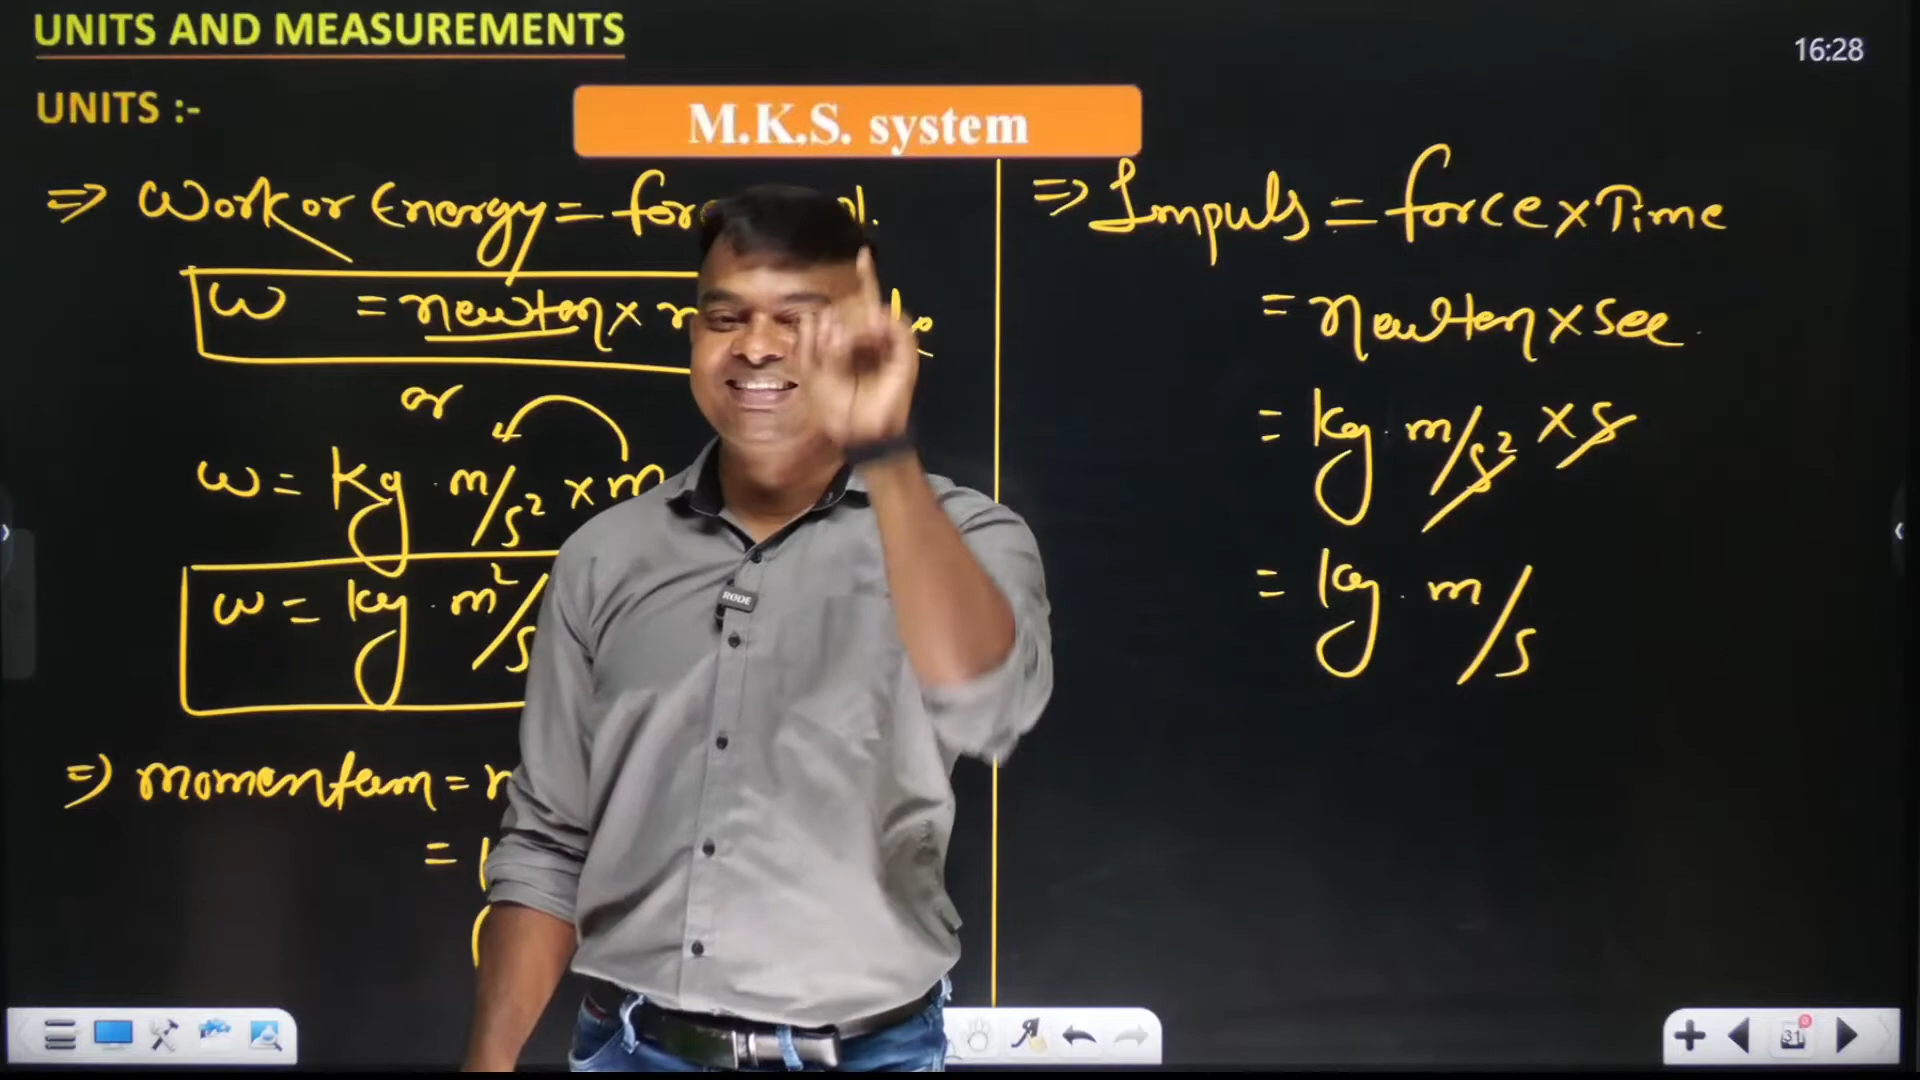 UNITS AND MEASUREMENTS
16:28
UNITS :-
M.K.S. system
⇒ Work or Energy = for
w = newton ×
or
w = kg . m/s² × m
w = kg . m²/s
⇒ momentum =
=
⇒ Impuls = force × Time
= newton × sec.
= kg . m/s² × s
= kg . m/s
RODE
31